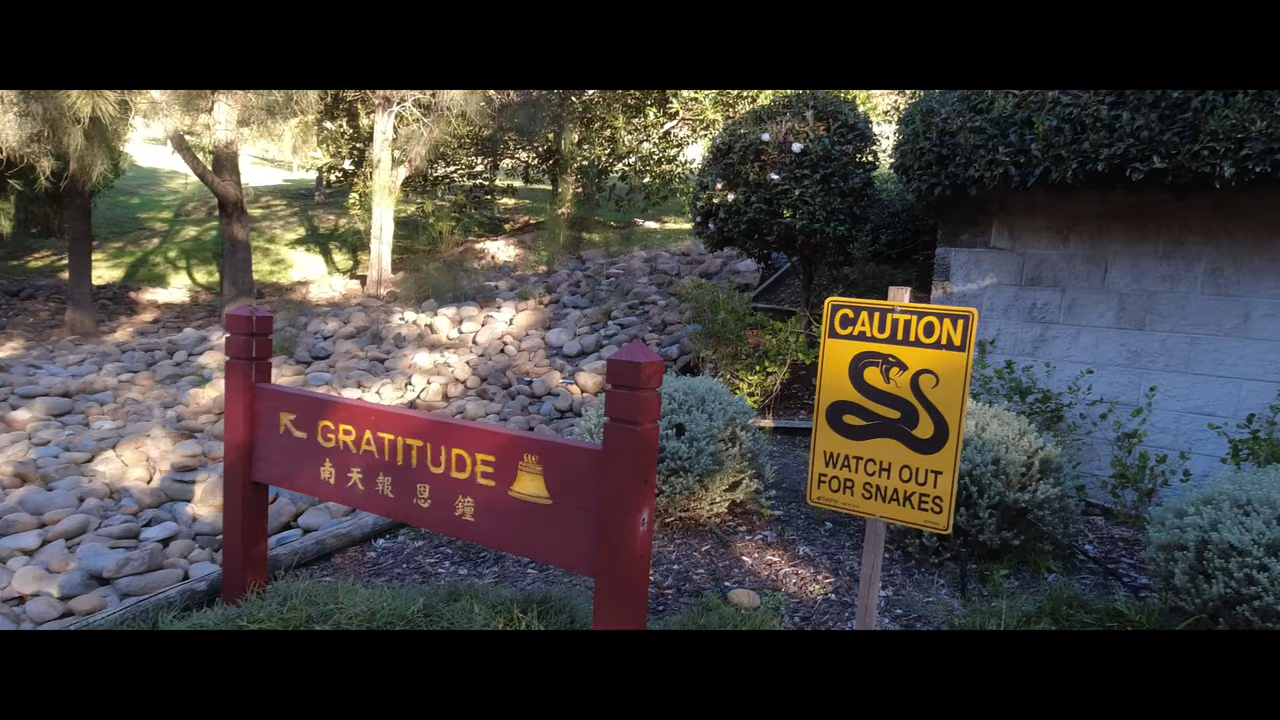 GRATITUDE
南天報恩鐘
CAUTION
WATCH OUT
FOR SNAKES